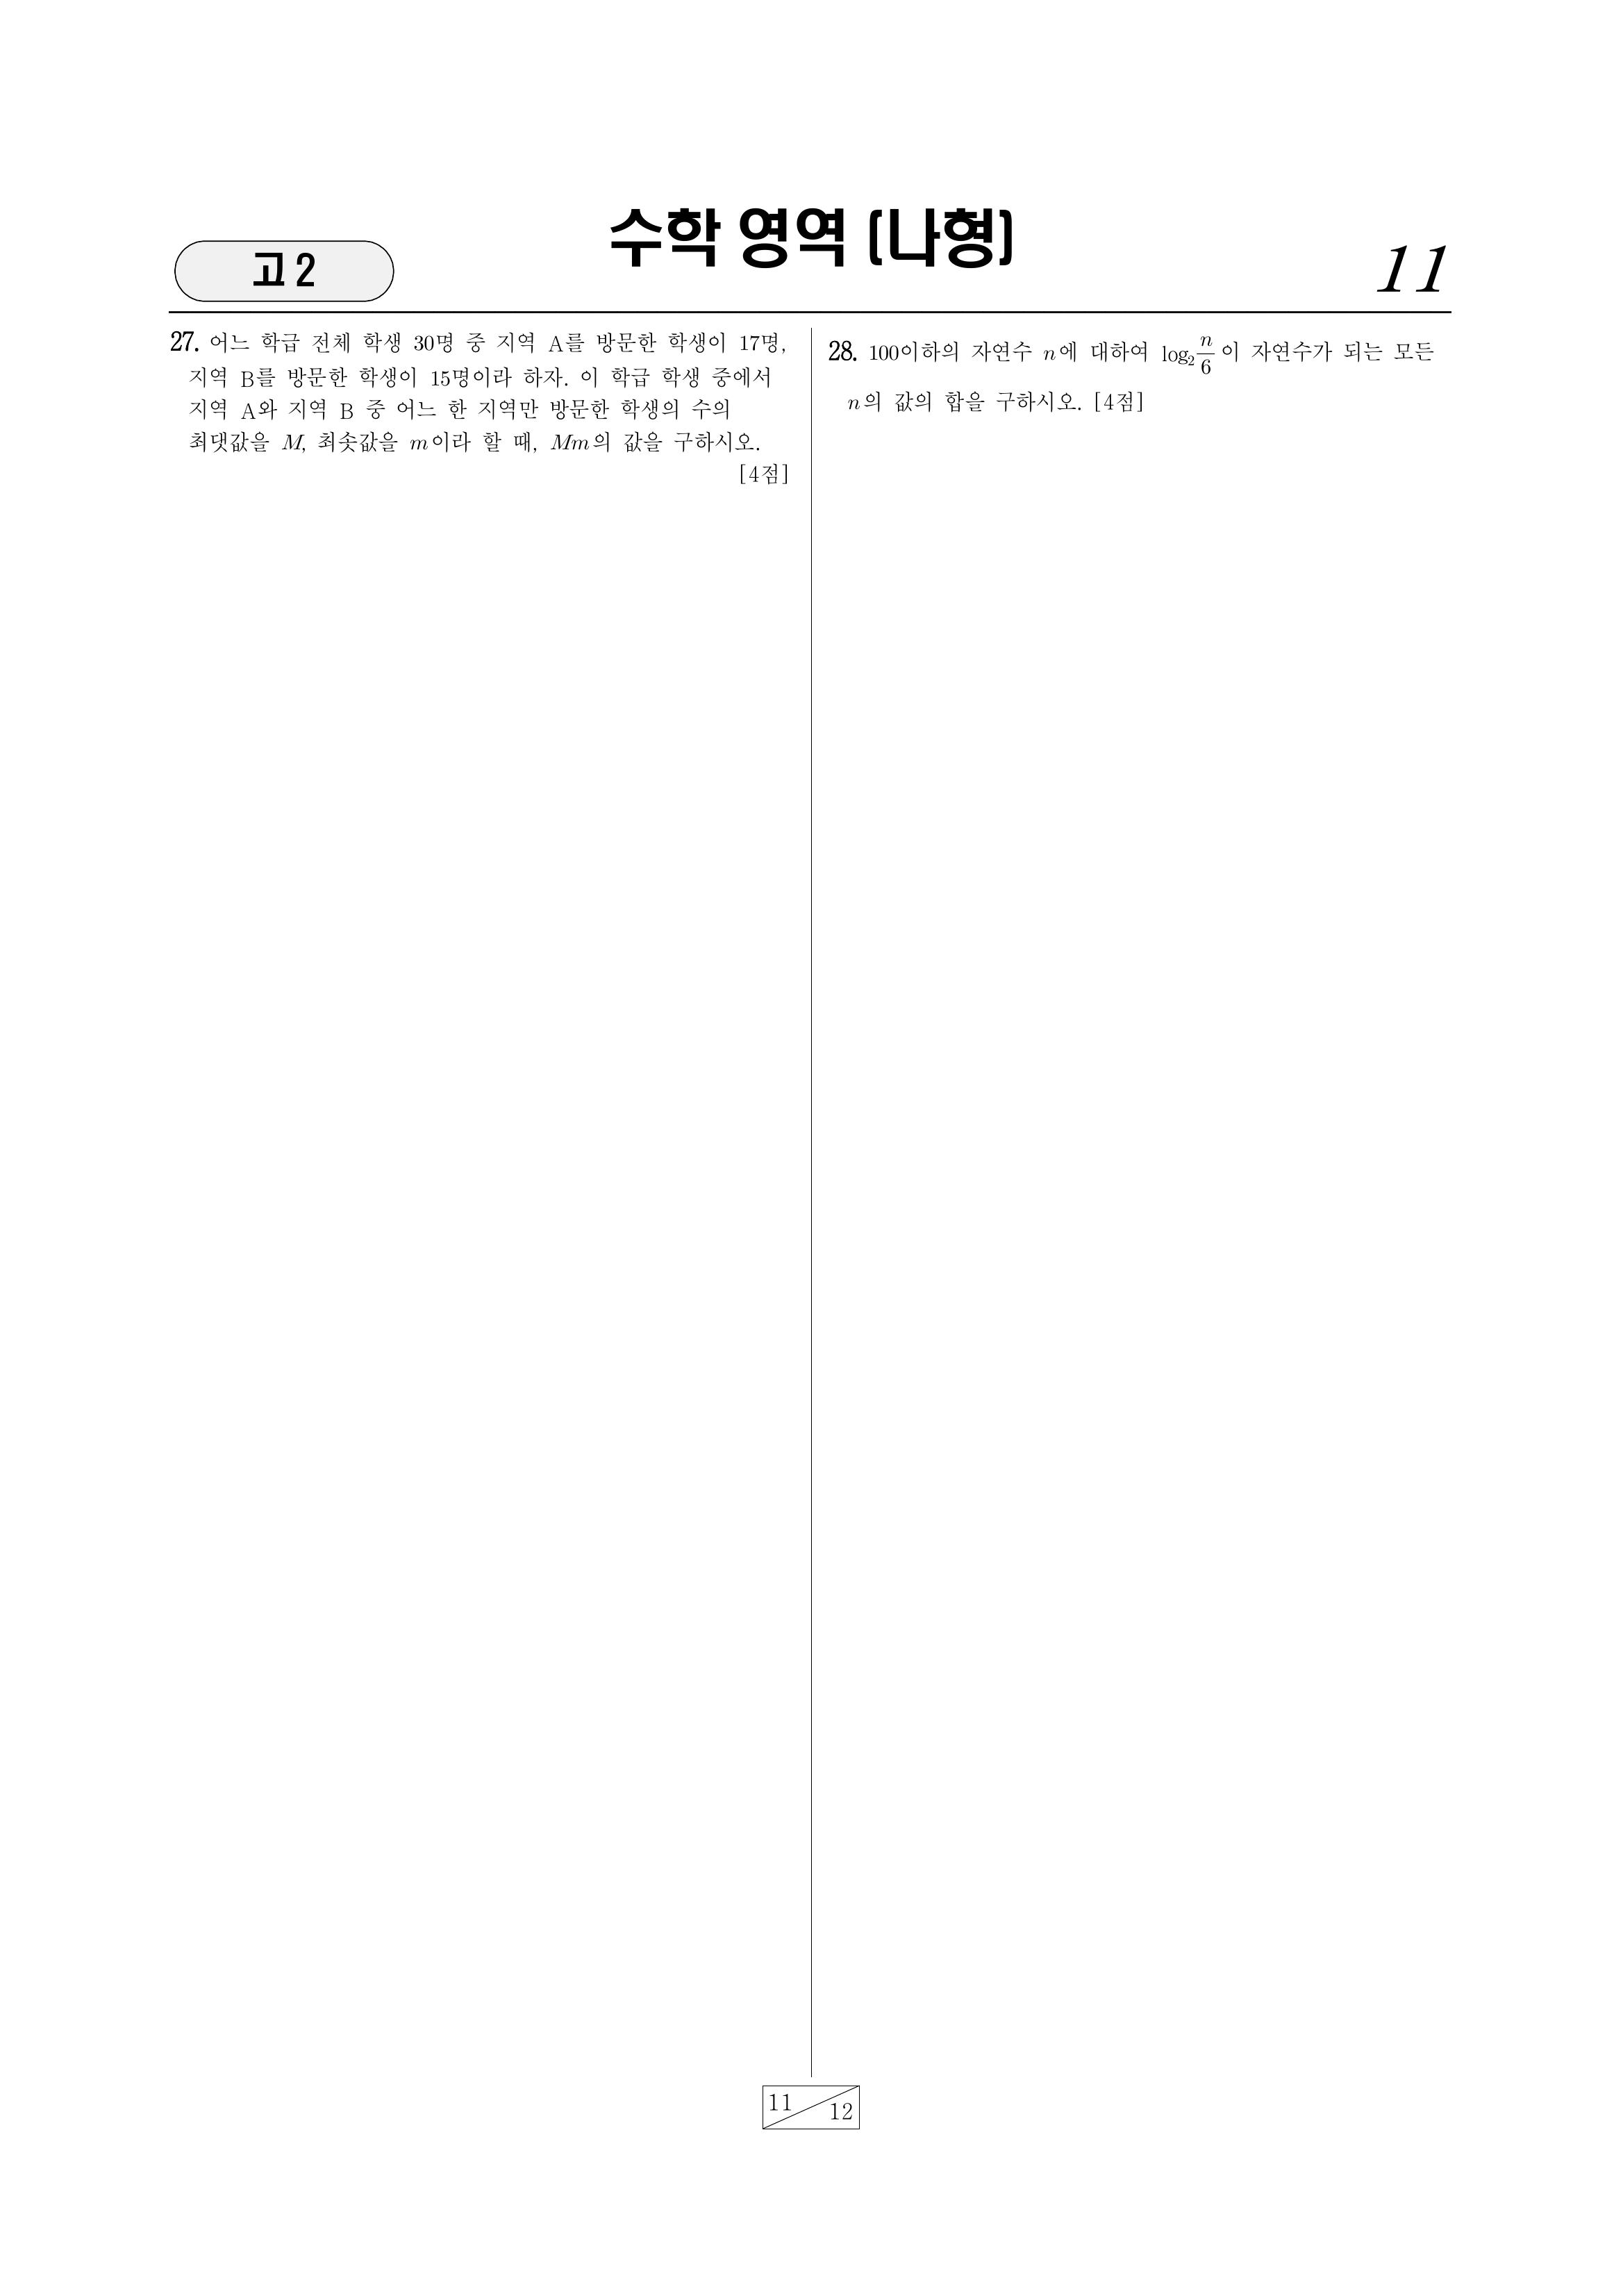 수학 영역 (나형)
고 2
11
27. 어느 학급 전체 학생 30명 중 지역 A를 방문한 학생이 17명,
지역 B를 방문한 학생이 15명이라 하자. 이 학급 학생 중에서
지역 A와 지역 B 중 어느 한 지역만 방문한 학생의 수의
최댓값을 M, 최솟값을 m이라 할 때, Mm의 값을 구하시오.
[4점]
28. 100이하의 자연수 n에 대하여 log₂ n/6 이 자연수가 되는 모든
n의 값의 합을 구하시오. [4점]
11
12